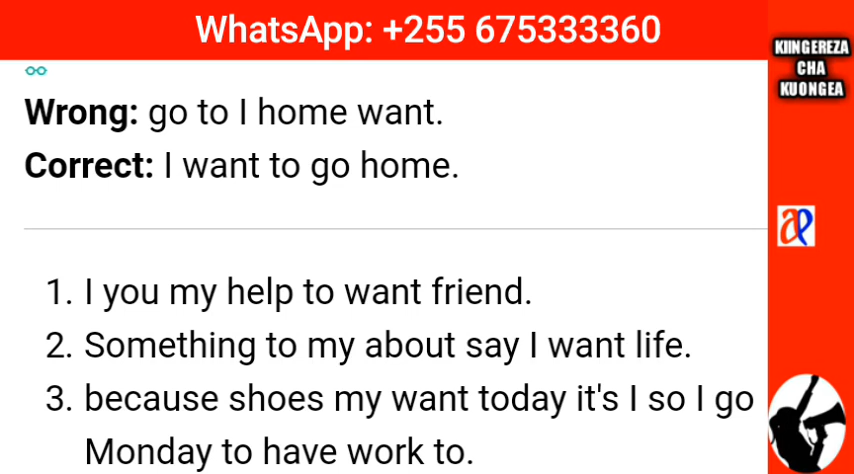 WhatsApp: +255 675333360
KIINGEREZA
CHA
KUONGEA
Wrong: go to I home want.
Correct: I want to go home.
1. I you my help to want friend.
2. Something to my about say I want life.
3. because shoes my want today it's I so I go
Monday to have work to.